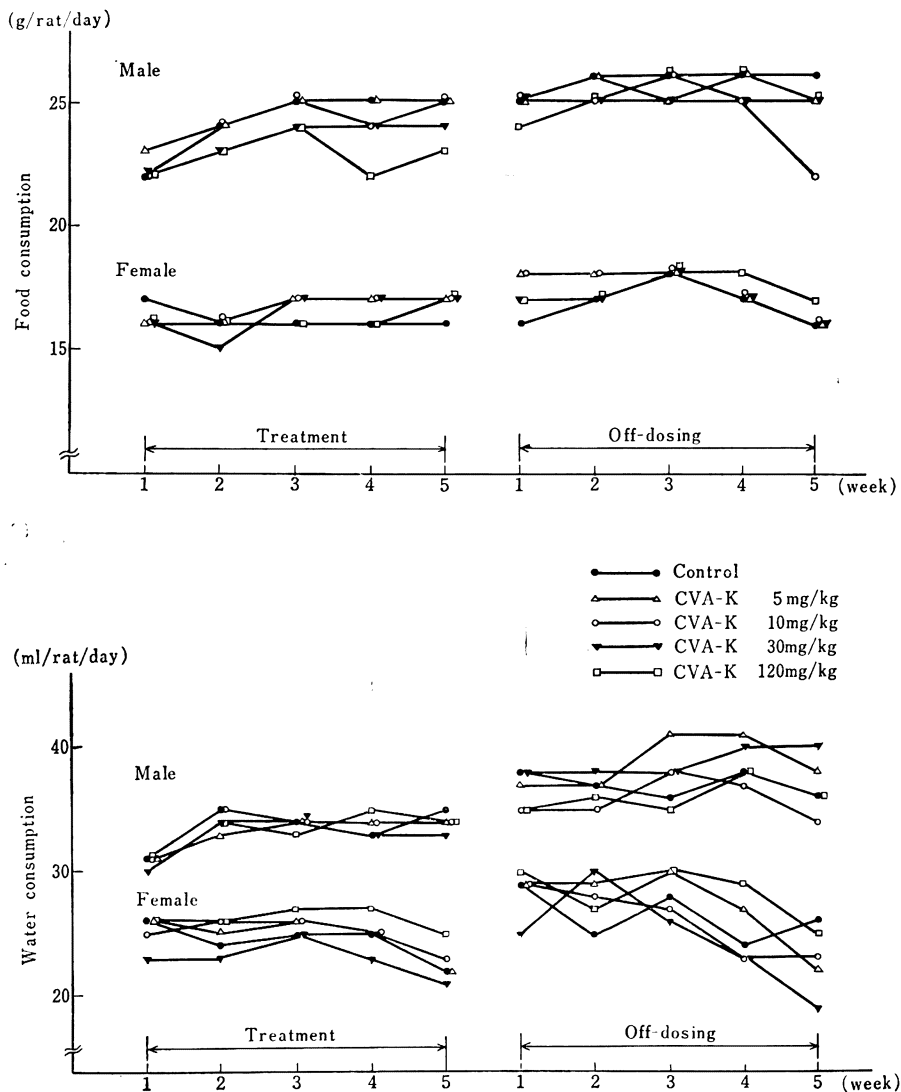 (g/rat/day)
Male
25
20
Food consumption
Female
15
Treatment
Off-dosing
1 2 3 4 5 1 2 3 4 5 (week)
Control
CVA-K 5mg/kg
CVA-K 10mg/kg
CVA-K 30mg/kg
CVA-K 120mg/kg
(ml/rat/day)
40
Male
30
Water consumption
Female
20
Treatment
Off-dosing
1 2 3 4 5 1 2 3 4 5 (week)